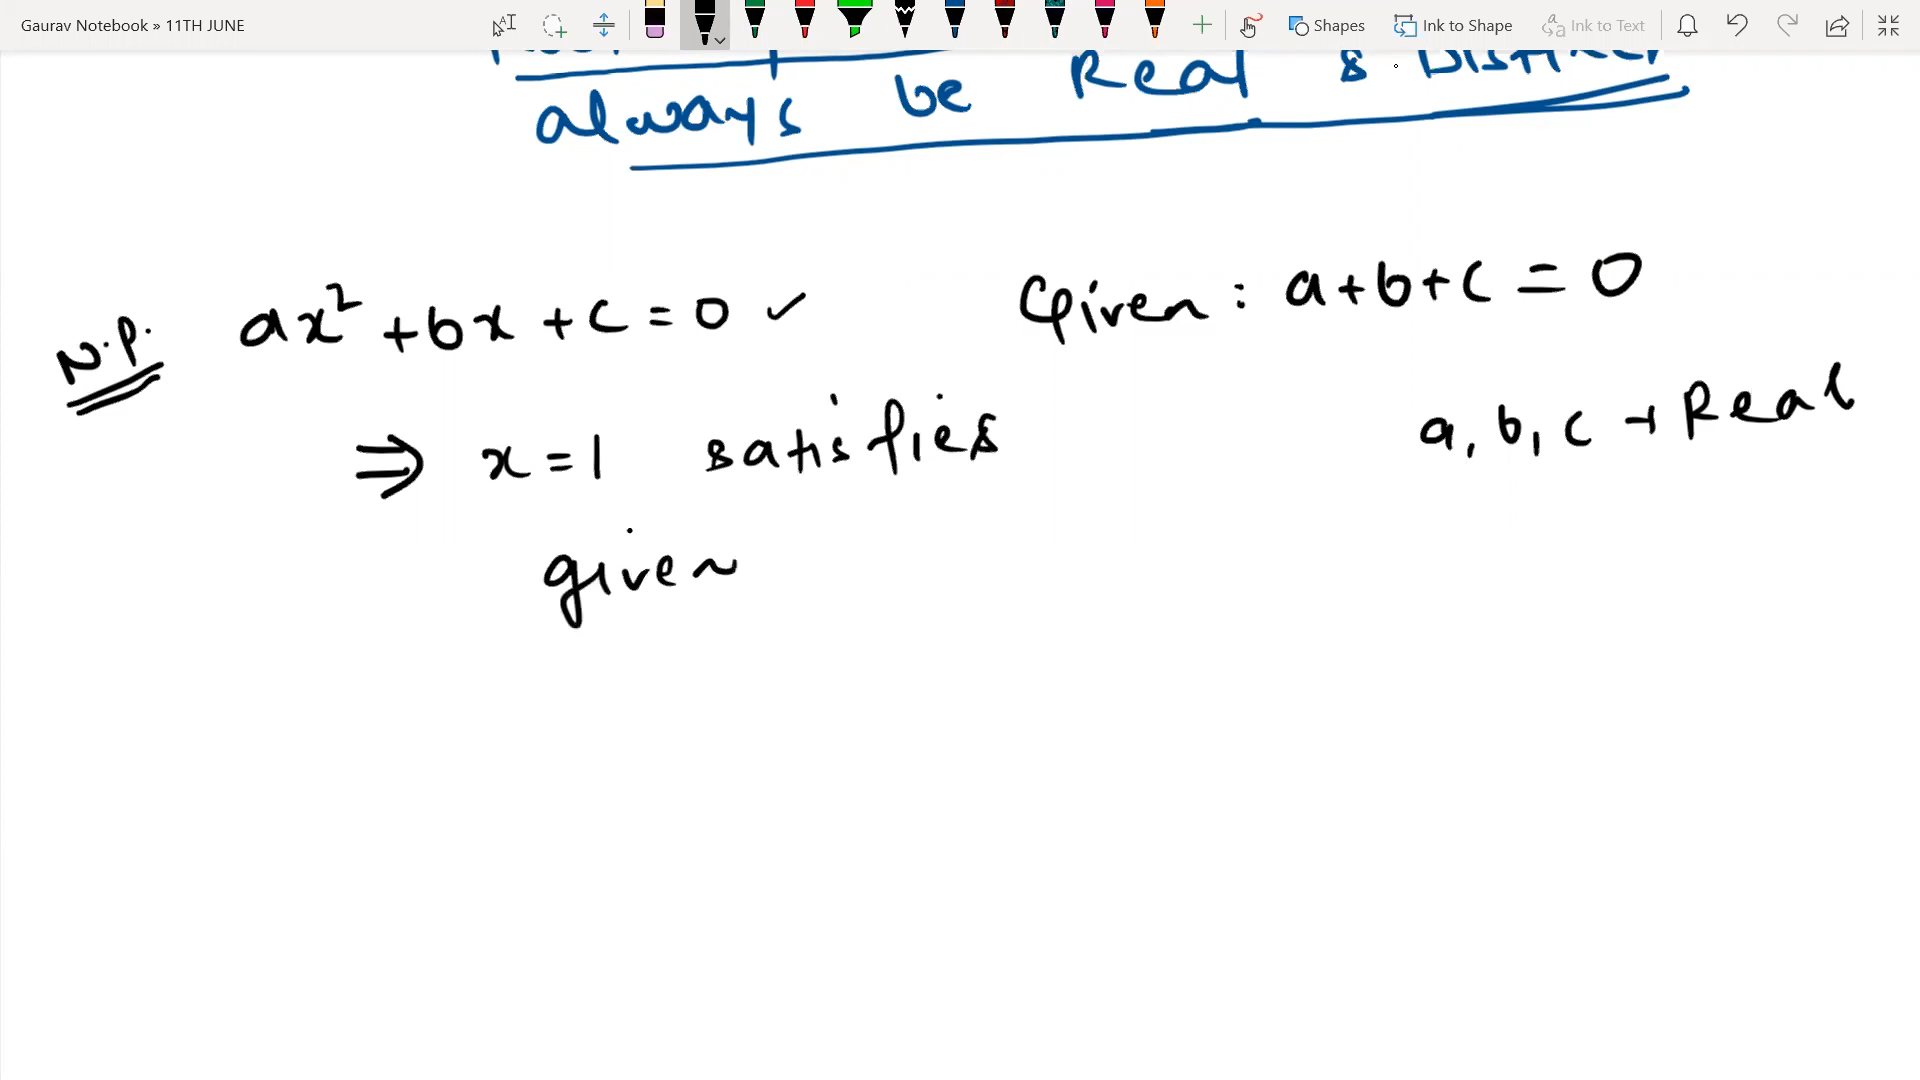 Gaurav Notebook » 11TH JUNE
Shapes
Ink to Shape
Ink to Text
always be Real & Distinct
N.P. ax² + bx + c = 0 ✓ Given : a + b + c = 0
a, b, c → Real
⇒ x = 1 satisfies
given